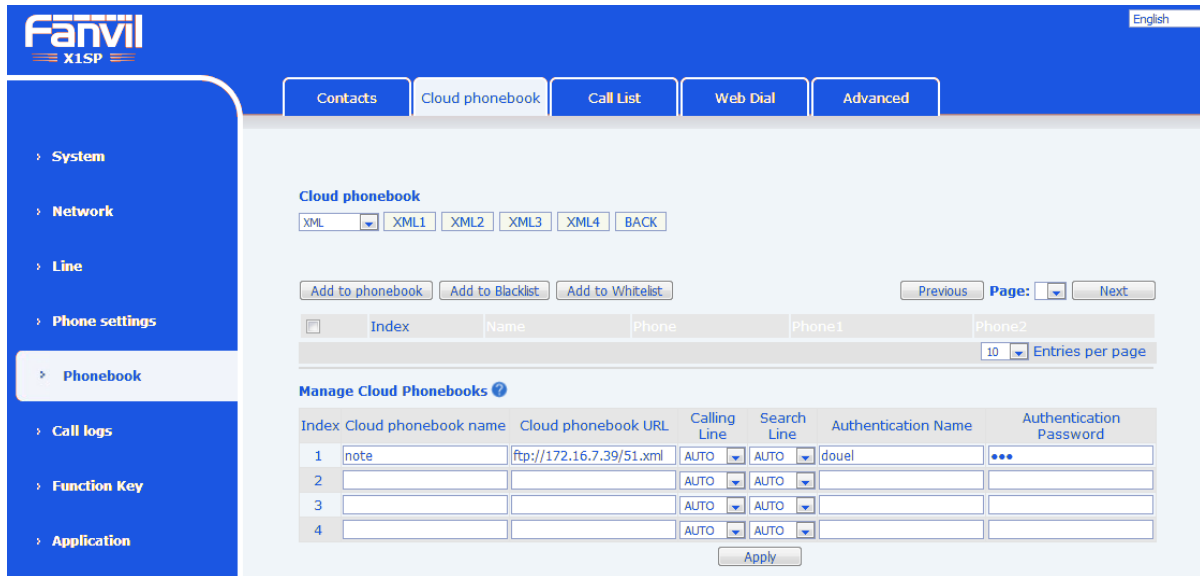 Fanvil
X1SP
English
Contacts Cloud phonebook Call List Web Dial Advanced
System
Network
Line
Phone settings
Phonebook
Call logs
Function Key
Application
Cloud phonebook
XML XML1 XML2 XML3 XML4 BACK
Add to phonebook Add to Blacklist Add to Whitelist Previous Page: Next
Index Name Phone Phone1 Phone2
10 Entries per page
Manage Cloud Phonebooks ?
Index Cloud phonebook name Cloud phonebook URL Calling Line Search Line Authentication Name Authentication Password
1 note ftp://172.16.7.39/51.xml AUTO AUTO douel •••
2 AUTO AUTO
3 AUTO AUTO
4 AUTO AUTO
Apply